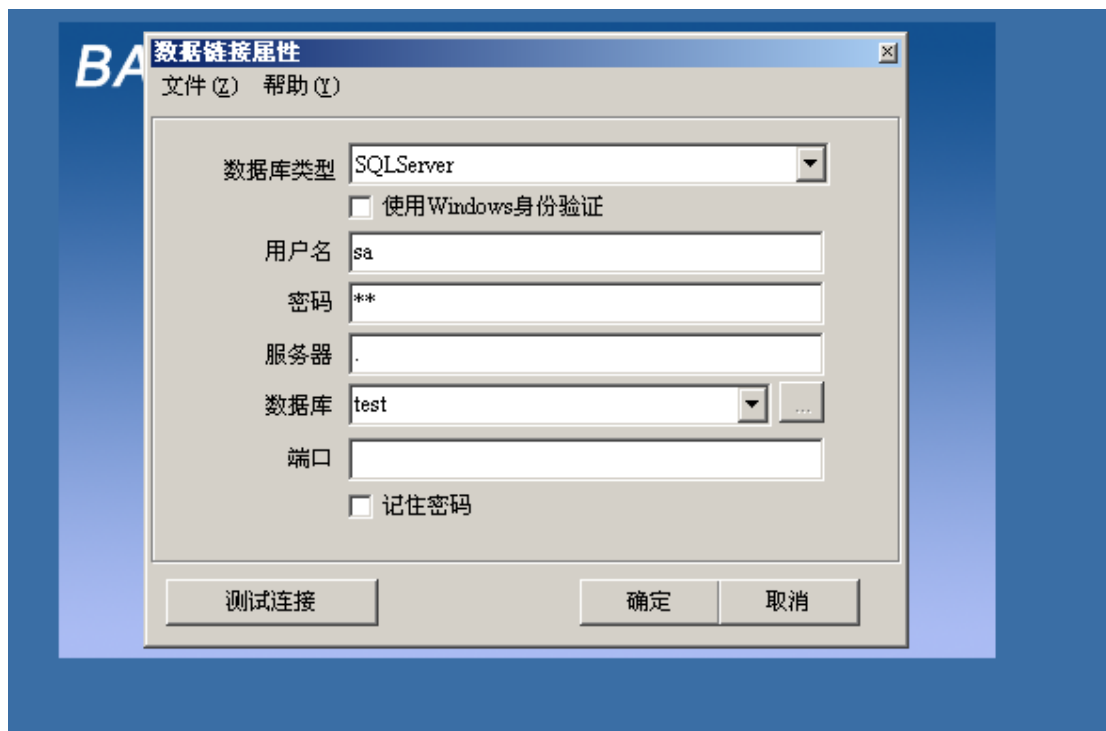 BA
数据链接属性
文件(Z) 帮助(Y)
数据库类型 SQLServer
使用Windows身份验证
用户名 sa
密码 **
服务器 .
数据库 test ...
端口
记住密码
测试连接 确定 取消